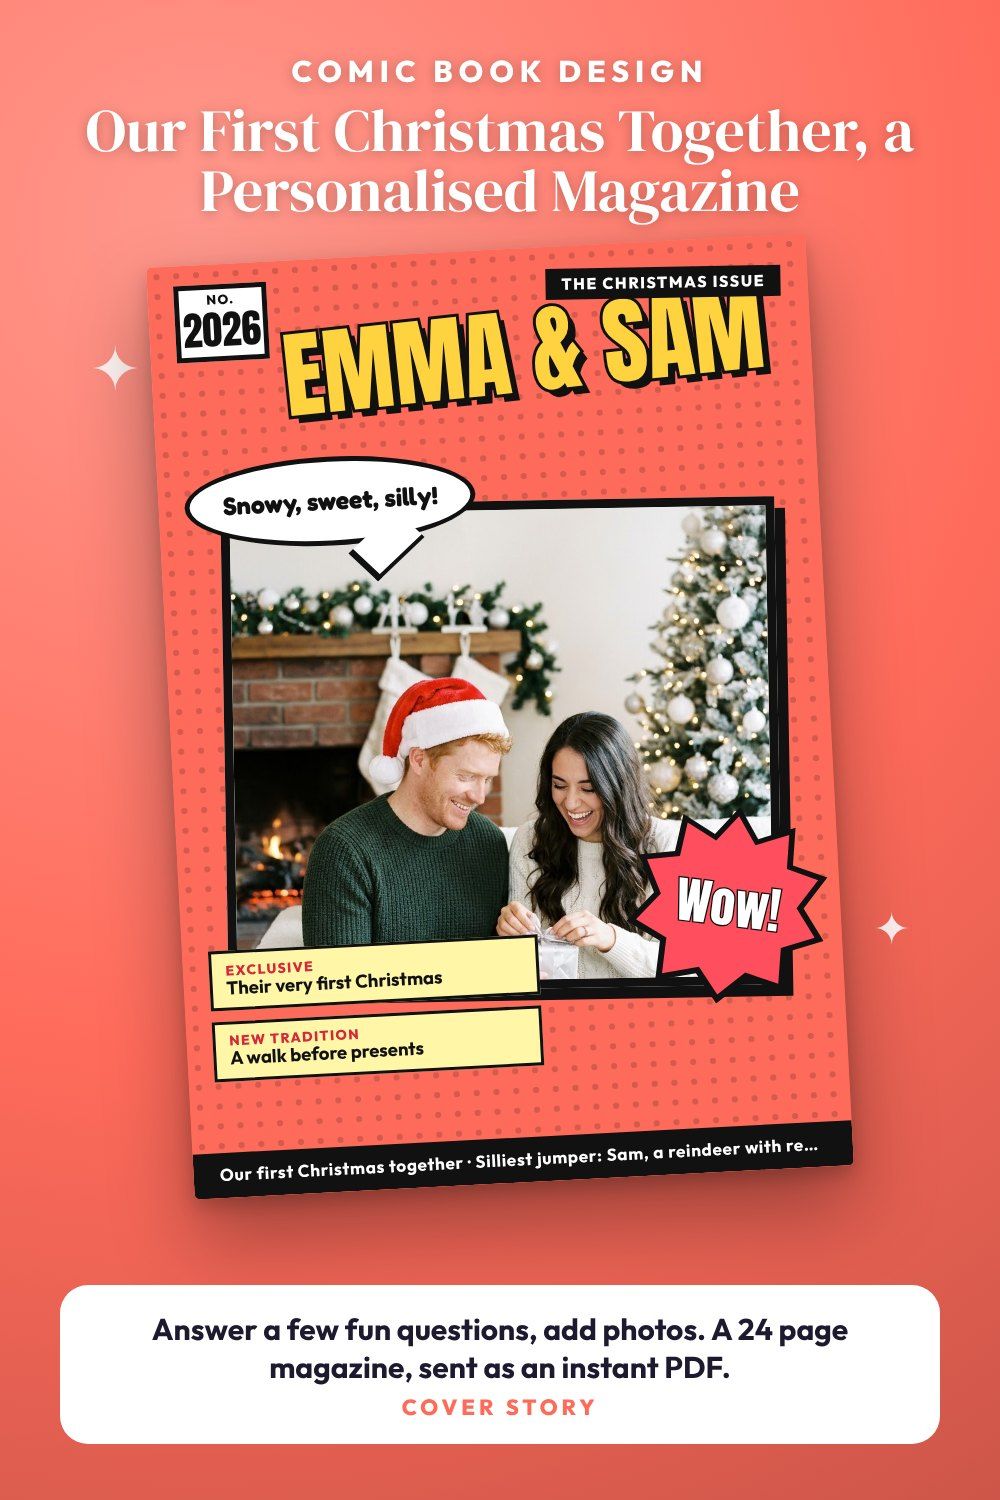 COMIC BOOK DESIGN
Our First Christmas Together, a
Personalised Magazine
THE CHRISTMAS ISSUE
NO.
2026
EMMA & SAM
Snowy, sweet, silly!
Wow!
EXCLUSIVE
Their very first Christmas
NEW TRADITION
A walk before presents
Our first Christmas together · Silliest jumper: Sam, a reindeer with re...
Answer a few fun questions, add photos. A 24 page
magazine, sent as an instant PDF.
COVER STORY